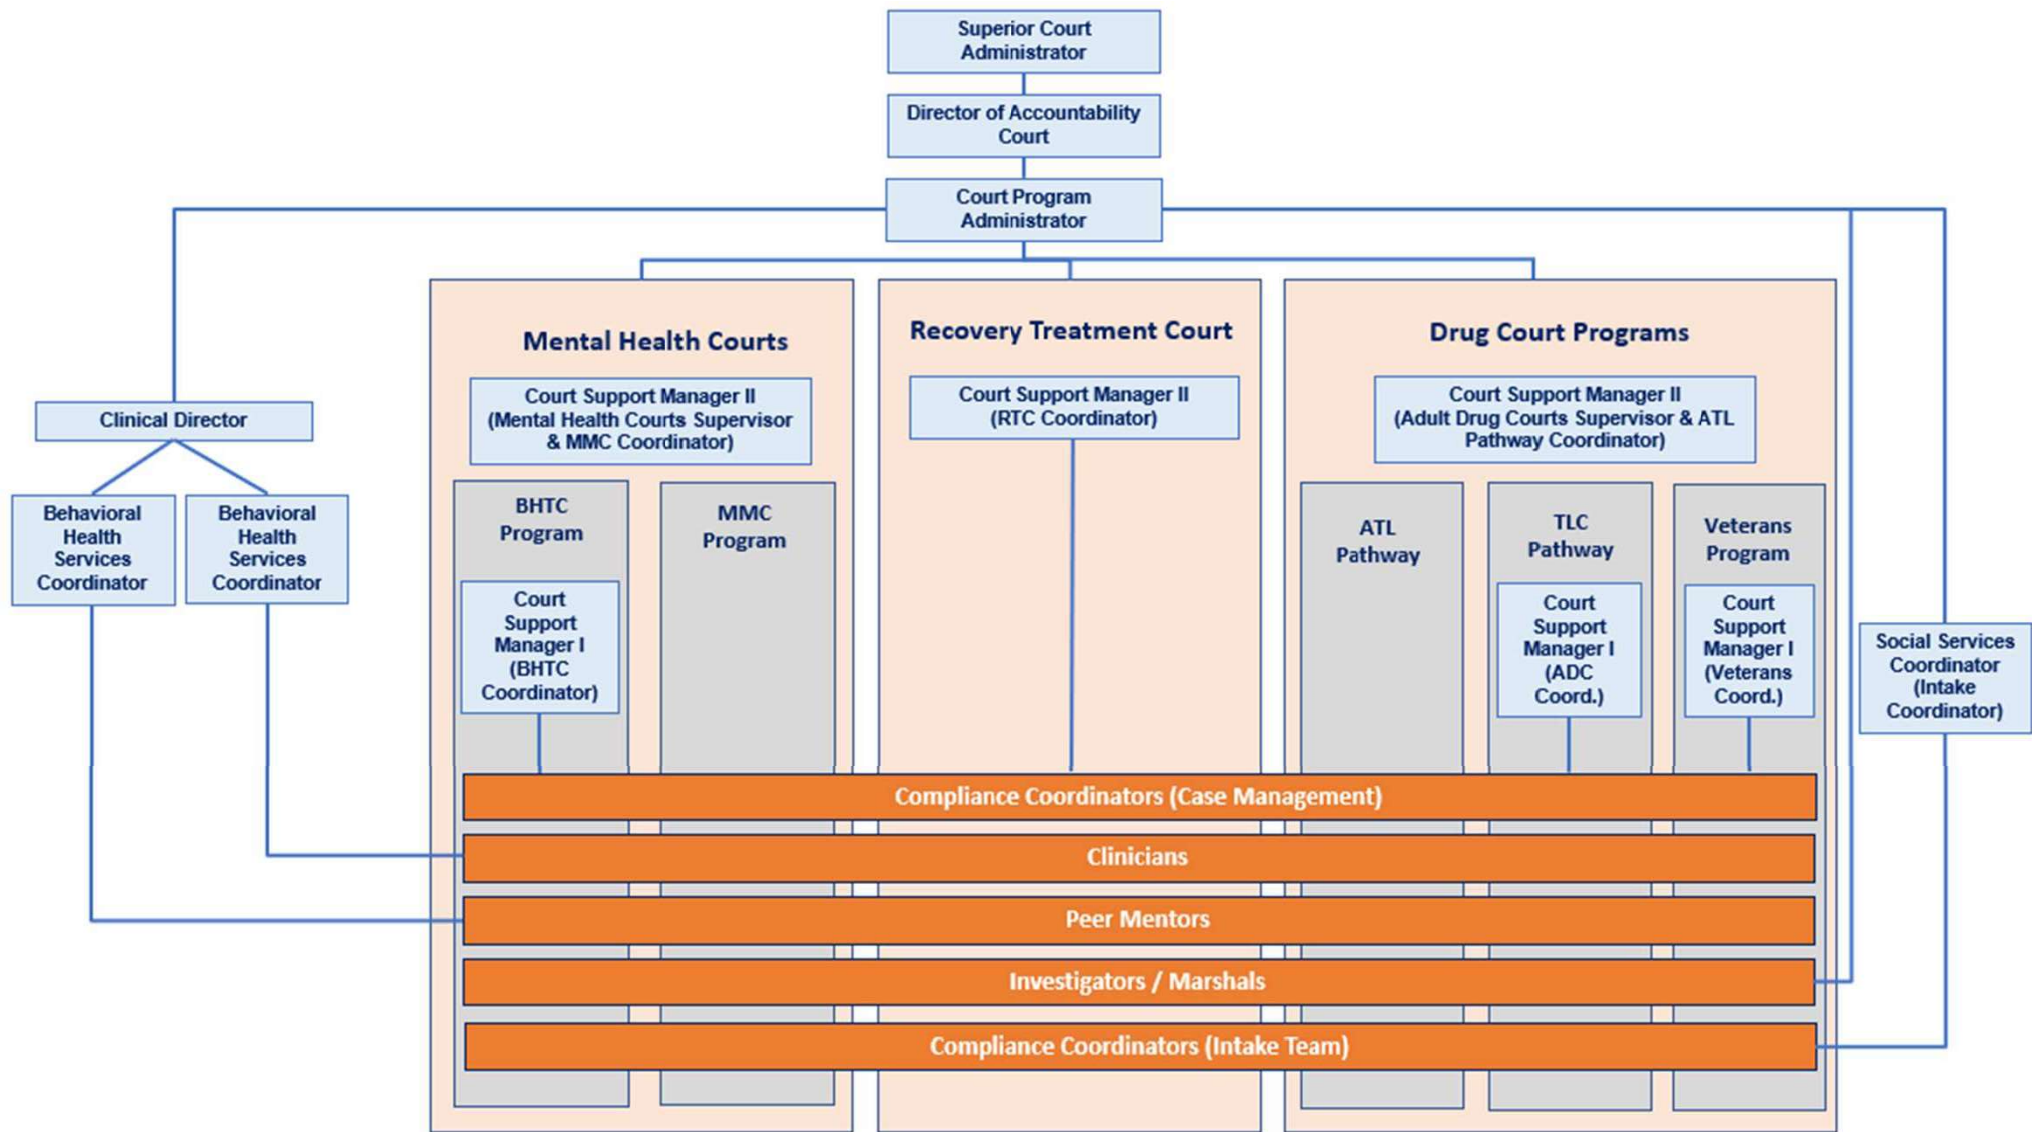 Superior Court
Administrator
Director of Accountability
Court
Court Program
Administrator
Mental Health Courts
Court Support Manager II
(Mental Health Courts Supervisor
& MMC Coordinator)
Recovery Treatment Court
Court Support Manager II
(RTC Coordinator)
Drug Court Programs
Court Support Manager II
(Adult Drug Courts Supervisor & ATL
Pathway Coordinator)
Clinical Director
Behavioral
Health
Services
Coordinator
Behavioral
Health
Services
Coordinator
BHTC
Program
Court
Support
Manager I
(BHTC
Coordinator)
MMC
Program
ATL
Pathway
TLC
Pathway
Court
Support
Manager I
(ADC
Coord.)
Veterans
Program
Court
Support
Manager I
(Veterans
Coord.)
Social Services
Coordinator
(Intake
Coordinator)
Compliance Coordinators (Case Management)
Clinicians
Peer Mentors
Investigators / Marshals
Compliance Coordinators (Intake Team)